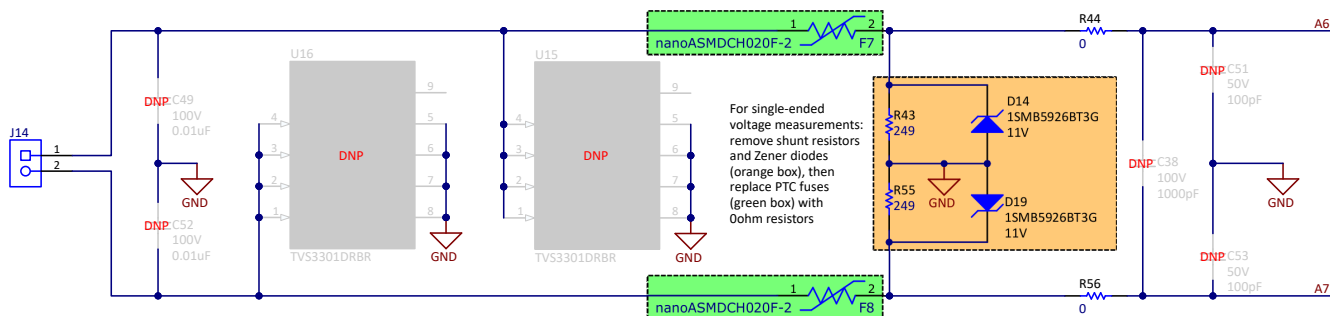 J14
1
2
DNP
C49
100V
0.01uF
GND
DNP
C52
100V
0.01uF
U16
4
3
2
1
DNP
9
5
6
7
8
TVS3301DRBR
GND
U15
4
3
2
1
DNP
9
5
6
7
8
TVS3301DRBR
GND
1
2
nanoASMDCH020F-2
F7
1
2
nanoASMDCH020F-2
F8
For single-ended
voltage measurements:
remove shunt resistors
and Zener diodes
(orange box), then
replace PTC fuses
(green box) with
0ohm resistors
R43
249
R55
249
GND
D14
1SMB5926BT3G
11V
D19
1SMB5926BT3G
11V
R44
0
R56
0
DNP
C38
100V
1000pF
DNP
C51
50V
100pF
DNP
C53
50V
100pF
GND
A6
A7